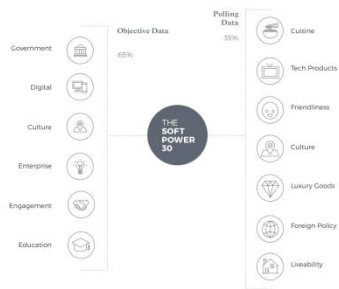 Objective Data
65%
Government
Digital
Culture
Enterprise
Engagement
Education
THE
SOFT
POWER
30
Polling
Data
35%
Cuisine
Tech Products
Friendliness
Culture
Luxury Goods
Foreign Policy
Liveability